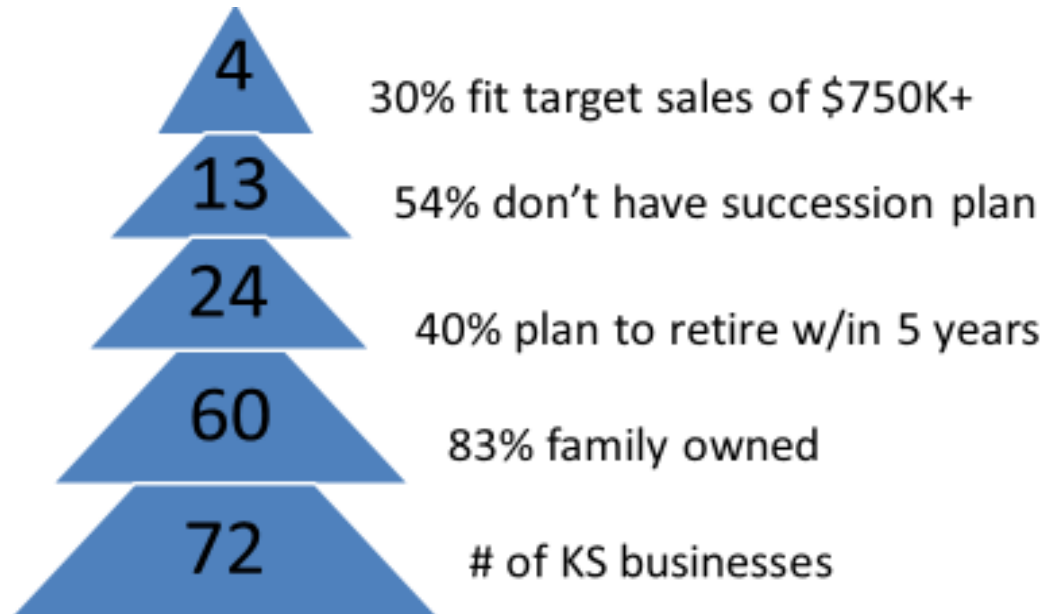 4
30% fit target sales of $750K+
13
54% don’t have succession plan
24
40% plan to retire w/in 5 years
60
83% family owned
72
# of KS businesses